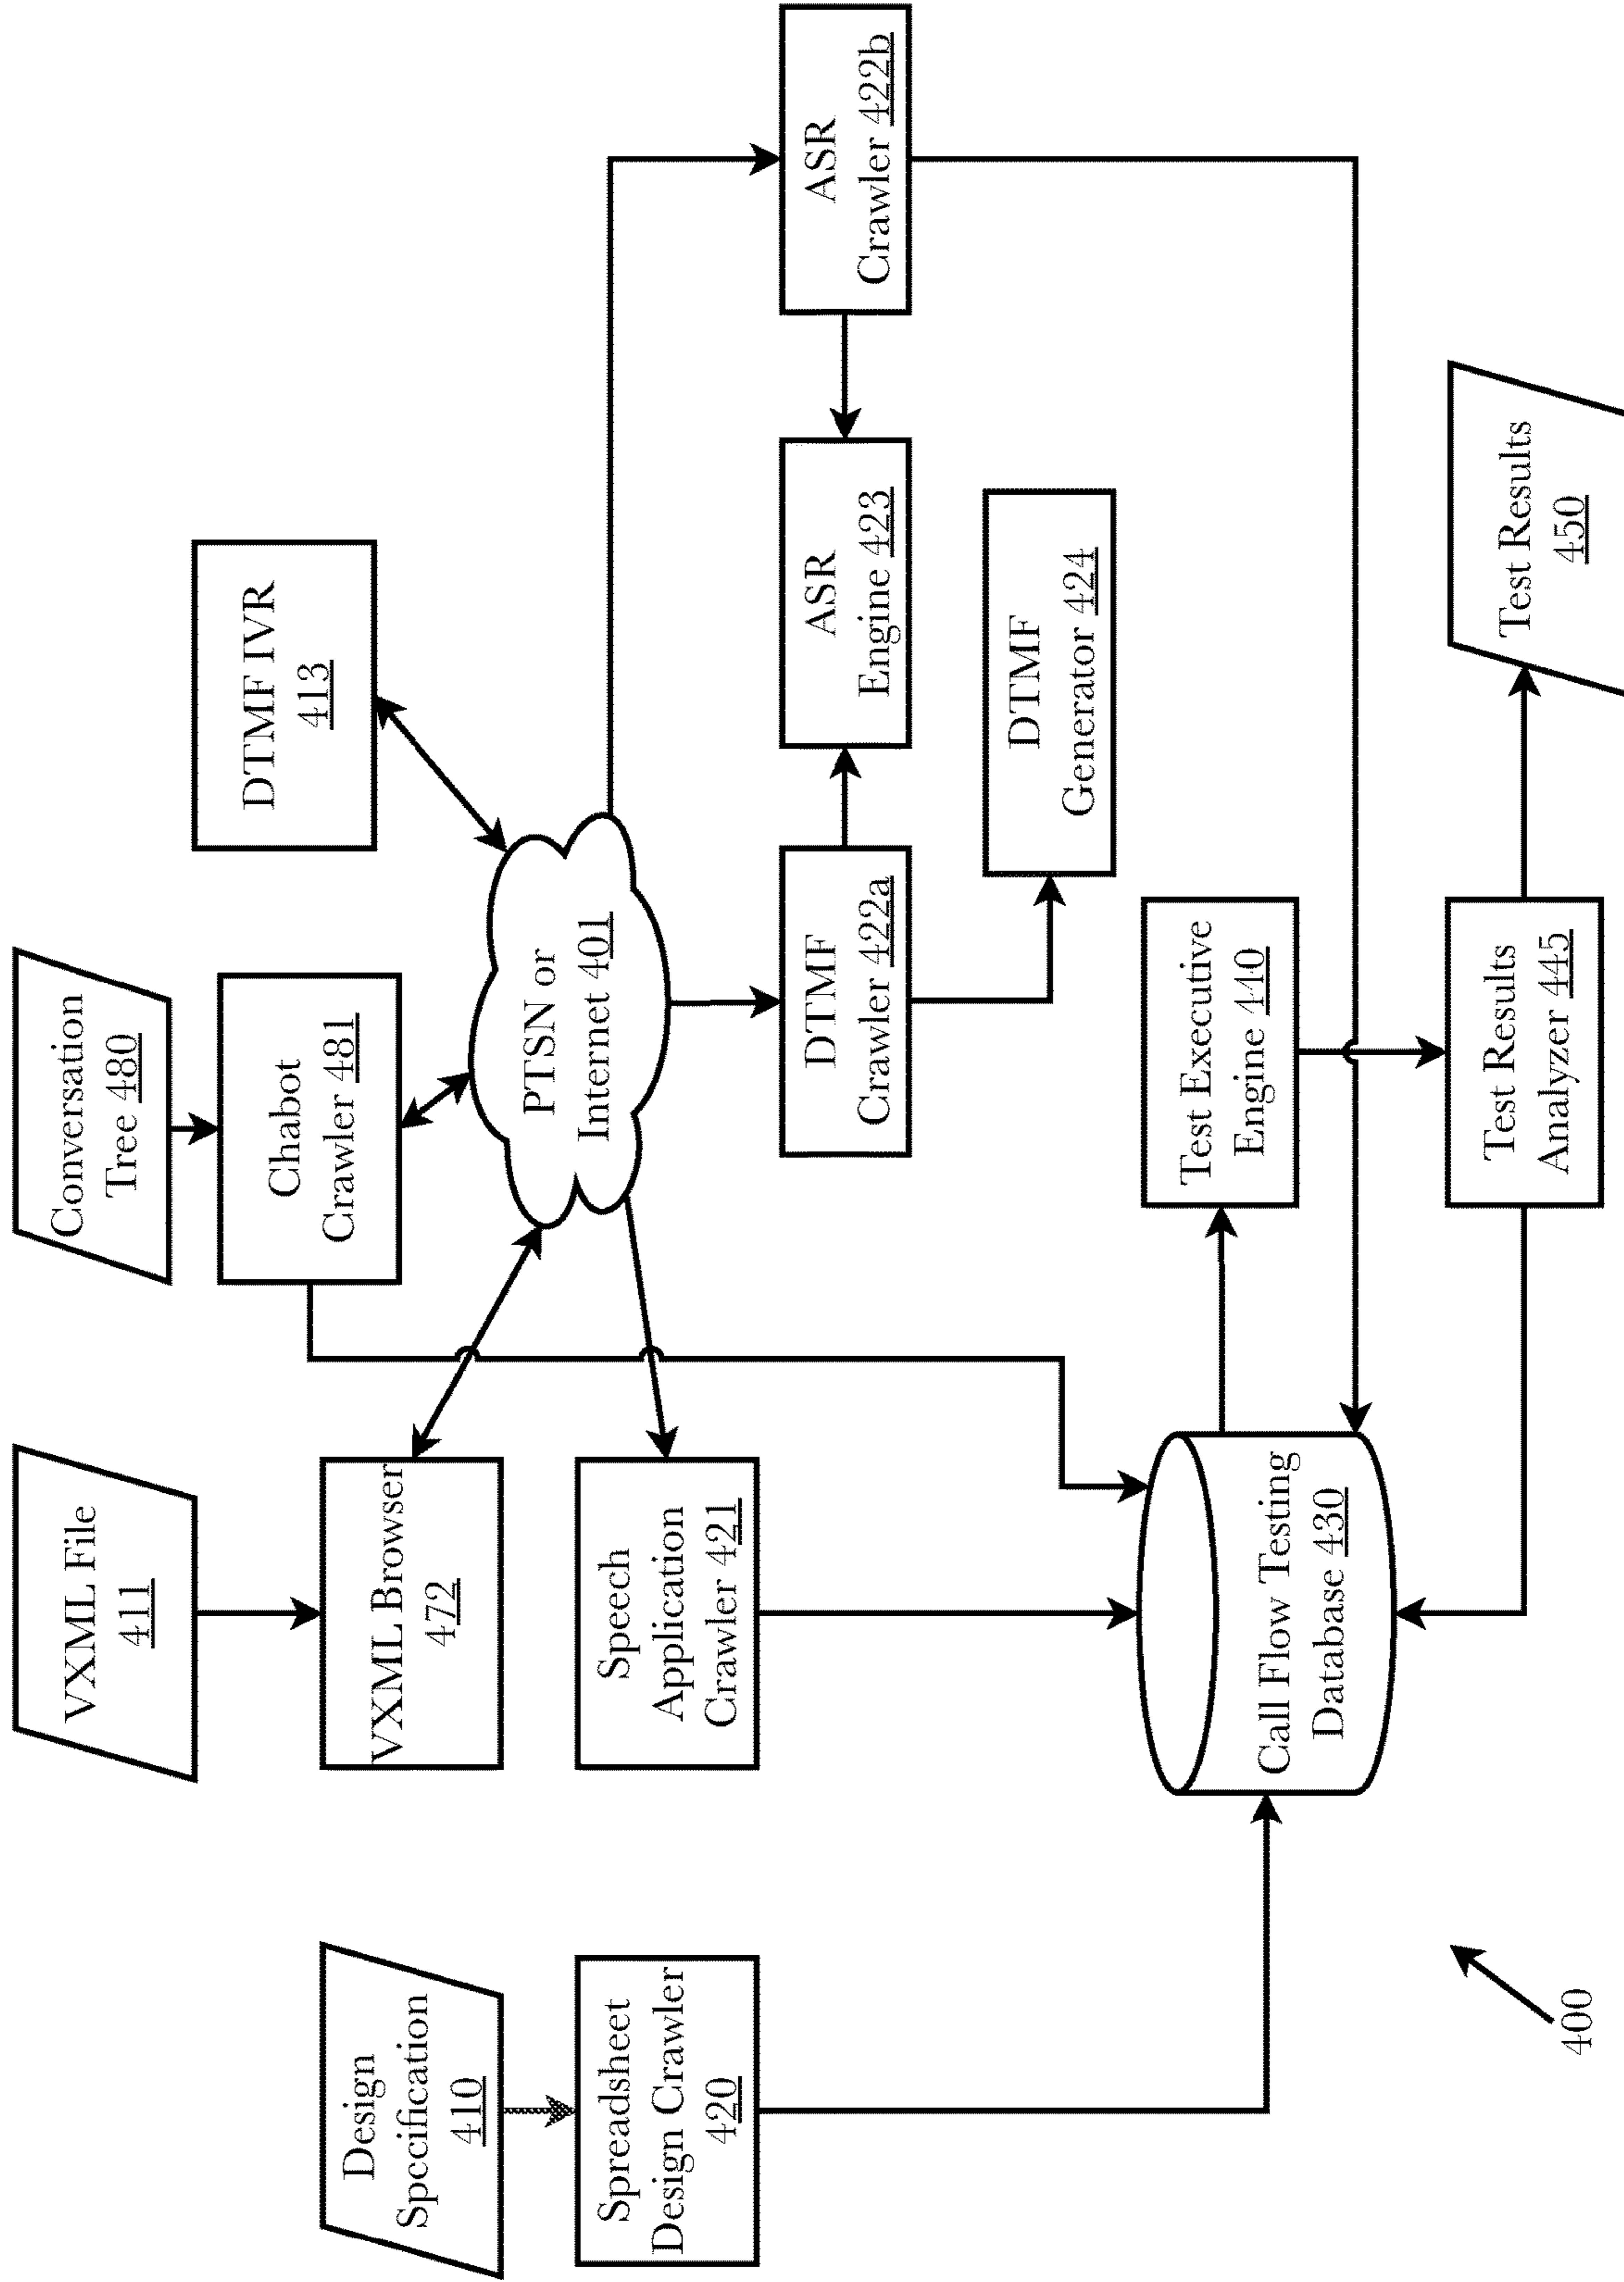 VXML File
411
Conversation
Tree 480
DTMF IVR
413
Design
Specification
410
VXML Browser
472
Chabot
Crawler 481
Spreadsheet
Design Crawler
420
Speech
Application
Crawler 421
PTSN or
Internet 401
DTMF
Crawler 422a
ASR
Engine 423
ASR
Crawler 422b
DTMF
Generator 424
Call Flow Testing
Database 430
Test Executive
Engine 440
Test Results
Analyzer 445
Test Results
450
400